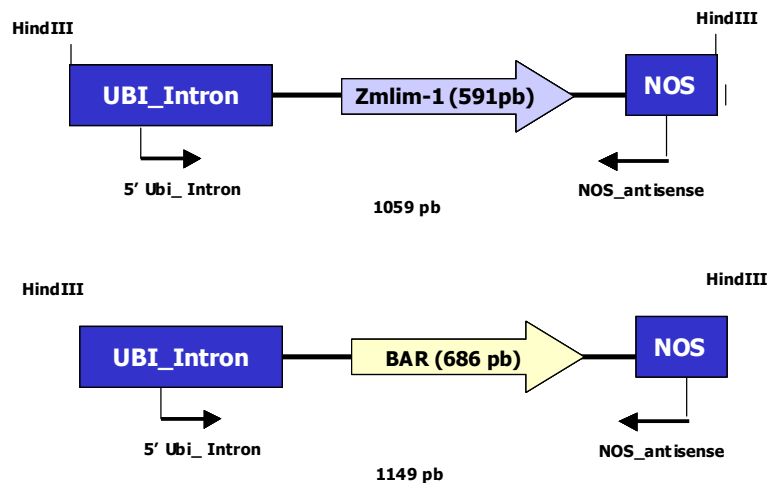 HindIII
HindIII
UBI_Intron
Zmlim-1 (591pb)
NOS
5’ Ubi_ Intron
NOS_antisense
1059 pb
HindIII
HindIII
UBI_Intron
BAR (686 pb)
NOS
5’ Ubi_ Intron
NOS_antisense
1149 pb